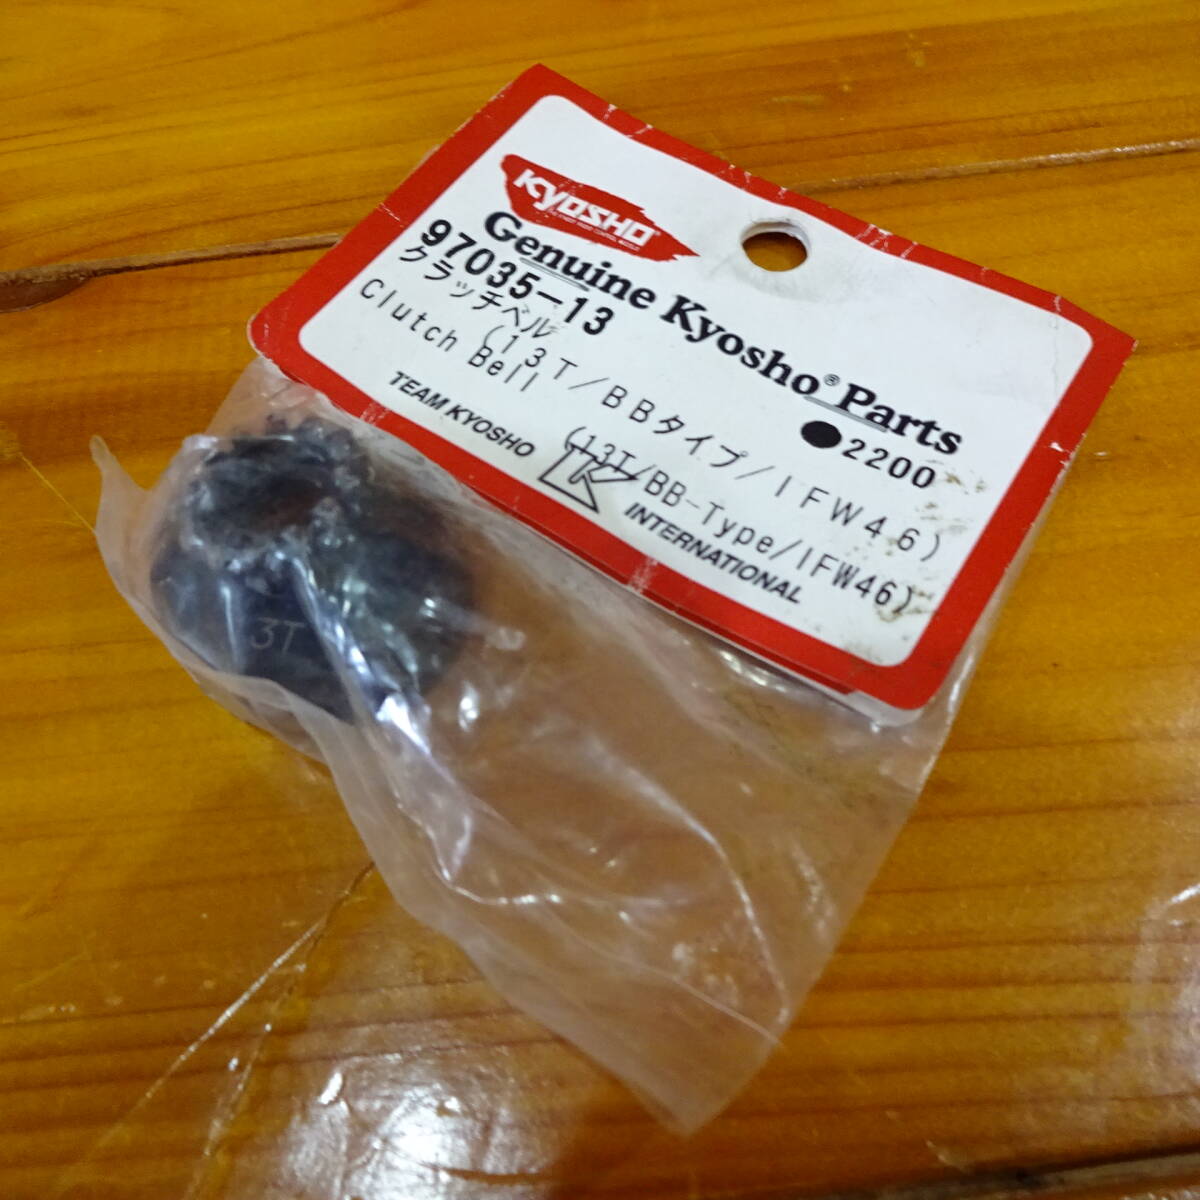 KYOSHO
Genuine Kyosho® Parts
97035-13 ●2200
クラッチベル
(13T/BBタイプ/IFW46)
Clutch Bell
(13T/BB-Type/IFW46)
TEAM KYOSHO
INTERNATIONAL
3T